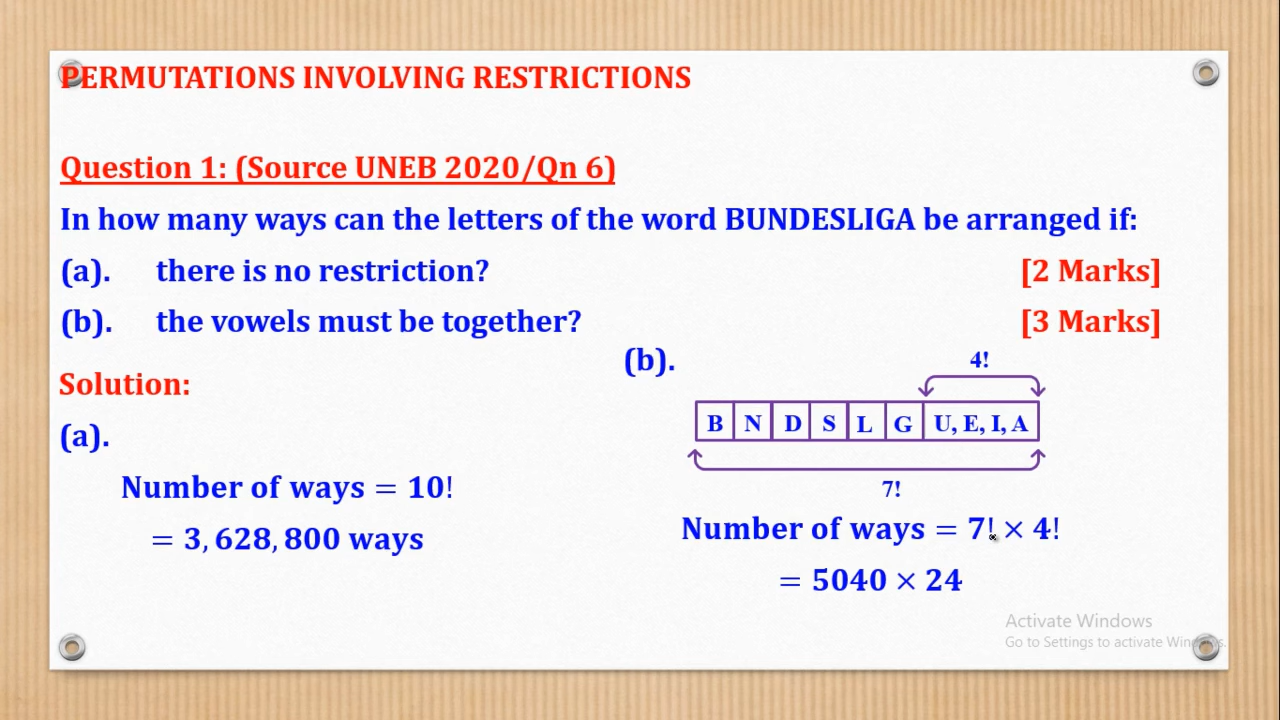 PERMUTATIONS INVOLVING RESTRICTIONS
Question 1: (Source UNEB 2020/Qn 6)
In how many ways can the letters of the word BUNDESLIGA be arranged if:
(a). there is no restriction? [2 Marks]
(b). the vowels must be together? [3 Marks]
Solution:
(a).
Number of ways = 10!
= 3,628,800 ways
(b).
4!
B N D S L G U, E, I, A
7!
Number of ways = 7! × 4!
= 5040 × 24
Activate Windows
Go to Settings to activate Windows.